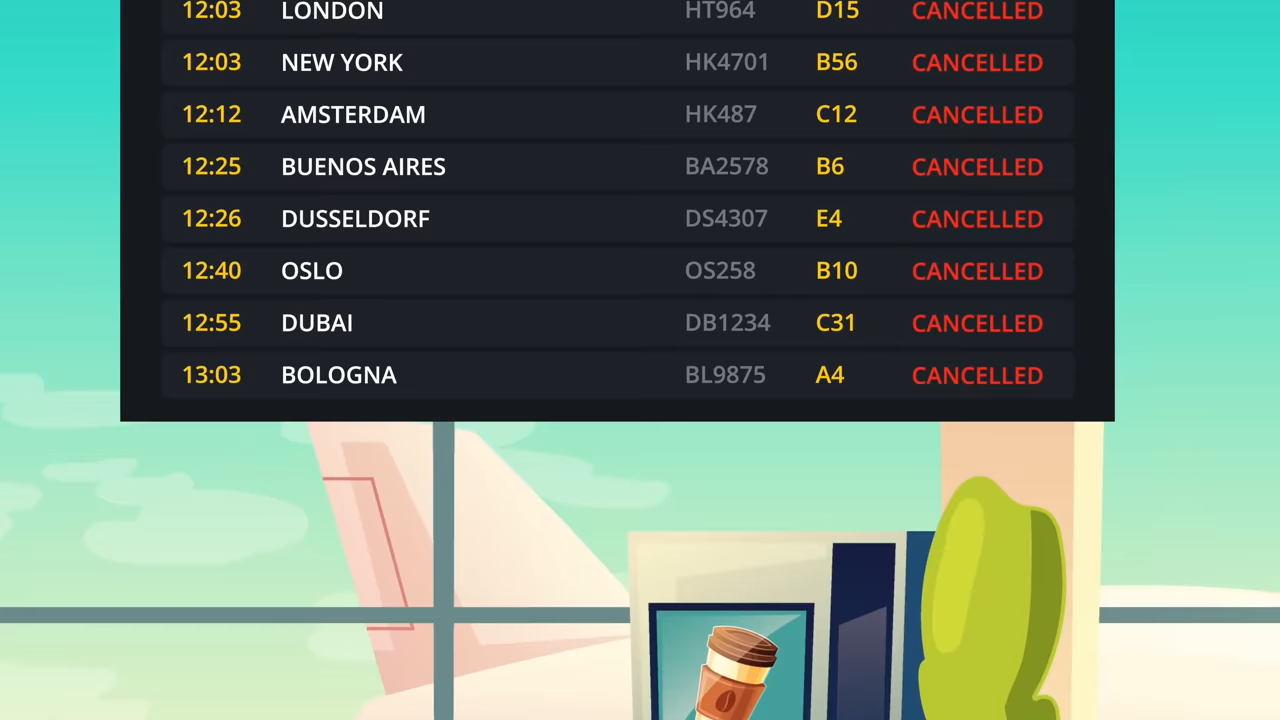 12:03 LONDON HT964 D15 CANCELLED
12:03 NEW YORK HK4701 B56 CANCELLED
12:12 AMSTERDAM HK487 C12 CANCELLED
12:25 BUENOS AIRES BA2578 B6 CANCELLED
12:26 DUSSELDORF DS4307 E4 CANCELLED
12:40 OSLO OS258 B10 CANCELLED
12:55 DUBAI DB1234 C31 CANCELLED
13:03 BOLOGNA BL9875 A4 CANCELLED